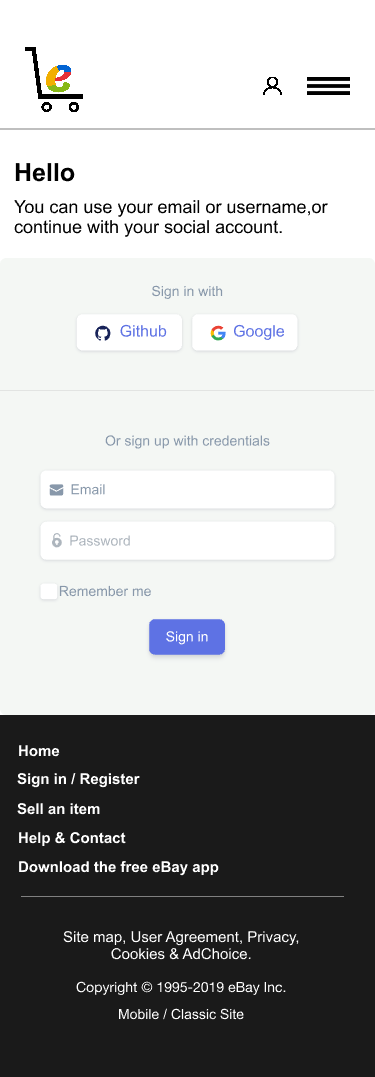 e
Hello
You can use your email or username,or
continue with your social account.
Sign in with
Github
Google
Or sign up with credentials
Email
Password
Remember me
Sign in
Home
Sign in / Register
Sell an item
Help & Contact
Download the free eBay app
Site map, User Agreement, Privacy,
Cookies & AdChoice.
Copyright © 1995-2019 eBay Inc.
Mobile / Classic Site